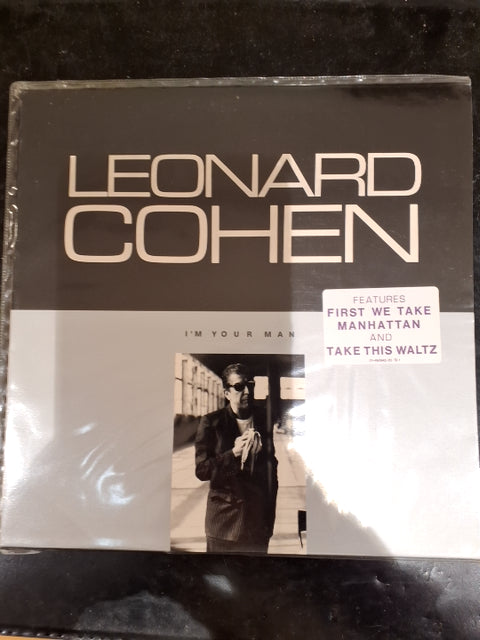 LEONARD
COHEN
I'M YOUR MAN
FEATURES
FIRST WE TAKE
MANHATTAN
AND
TAKE THIS WALTZ